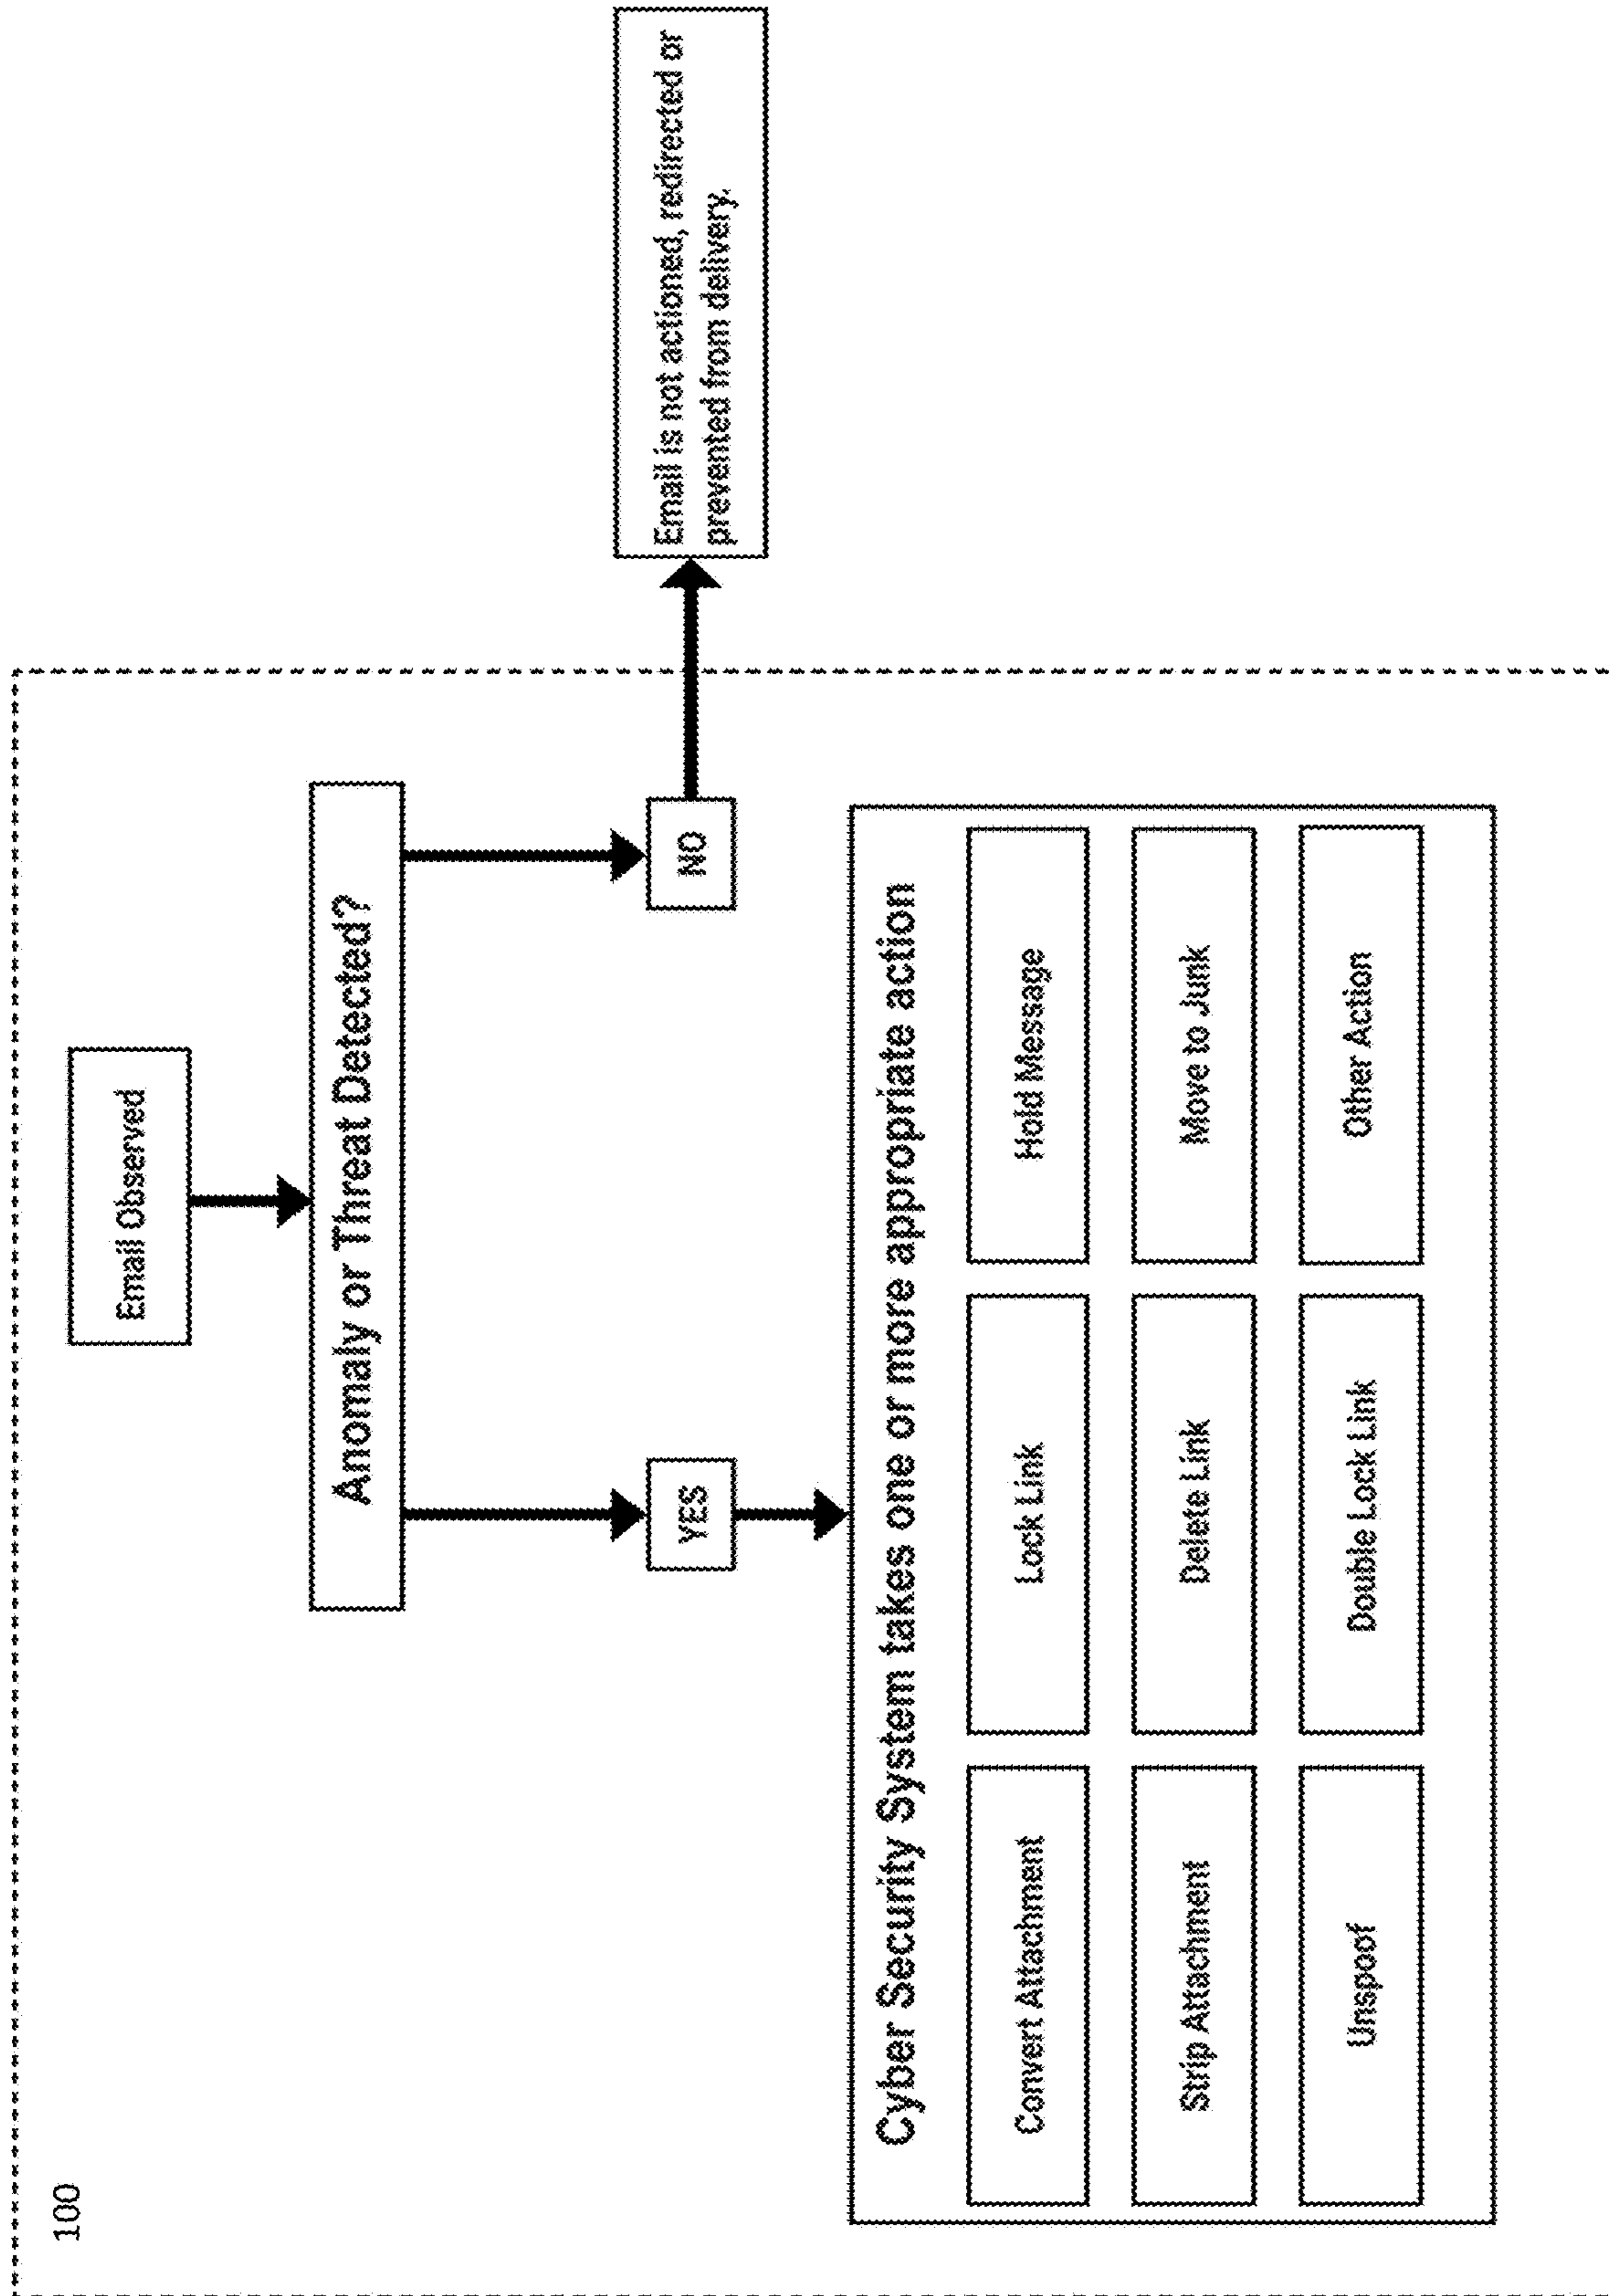 100
Email Observed
Anomaly or Threat Detected?
YES
NO
Email is not actioned, redirected or
prevented from delivery.
Cyber Security System takes one or more appropriate action
Convert Attachment
Lock Link
Hold Message
Strip Attachment
Delete Link
Move to Junk
Unspoof
Double Lock Link
Other Action